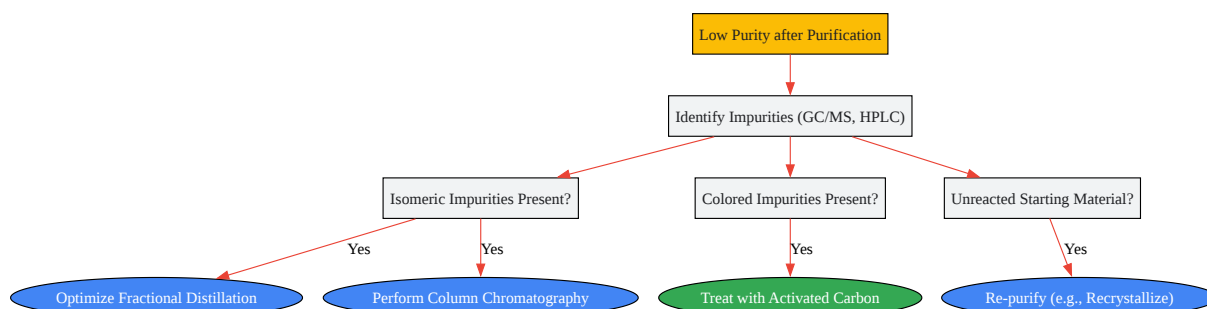 Low Purity after Purification
Identify Impurities (GC/MS, HPLC)
Isomeric Impurities Present?
Colored Impurities Present?
Unreacted Starting Material?
Yes
Yes
Yes
Yes
Optimize Fractional Distillation
Perform Column Chromatography
Treat with Activated Carbon
Re-purify (e.g., Recrystallize)